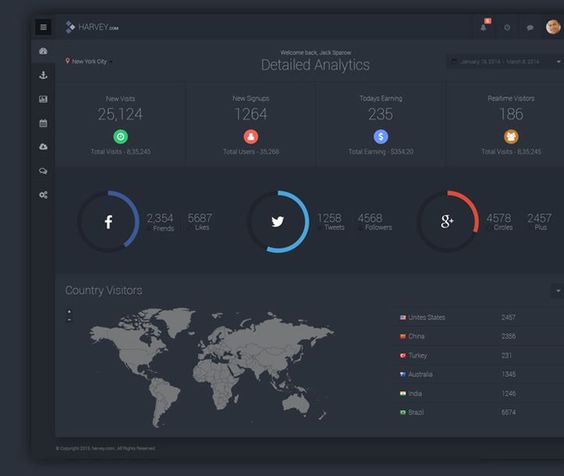 HARVEY.COM
6
New York City
Welcome back, Jack Sparow
Detailed Analytics
January 19, 2014 - March 8, 2014
New Visits
25,124
Total Visits - 8,35,245
New Signups
1264
Total Users - 35,268
Todays Earning
235
$
Total Earning - $354,20
Realtime Visitors
186
Total Visits - 8,35,245
f
2,354 5687
Friends Likes
1258 4568
Tweets Followers
g+
4578 2457
Circles Plus
Country Visitors
+
-
Unites States 2457
China 2356
Turkey 231
Australia 1345
India 1246
Brazil 5574
© Copyright 2015, harvey.com. All Rights Reserved